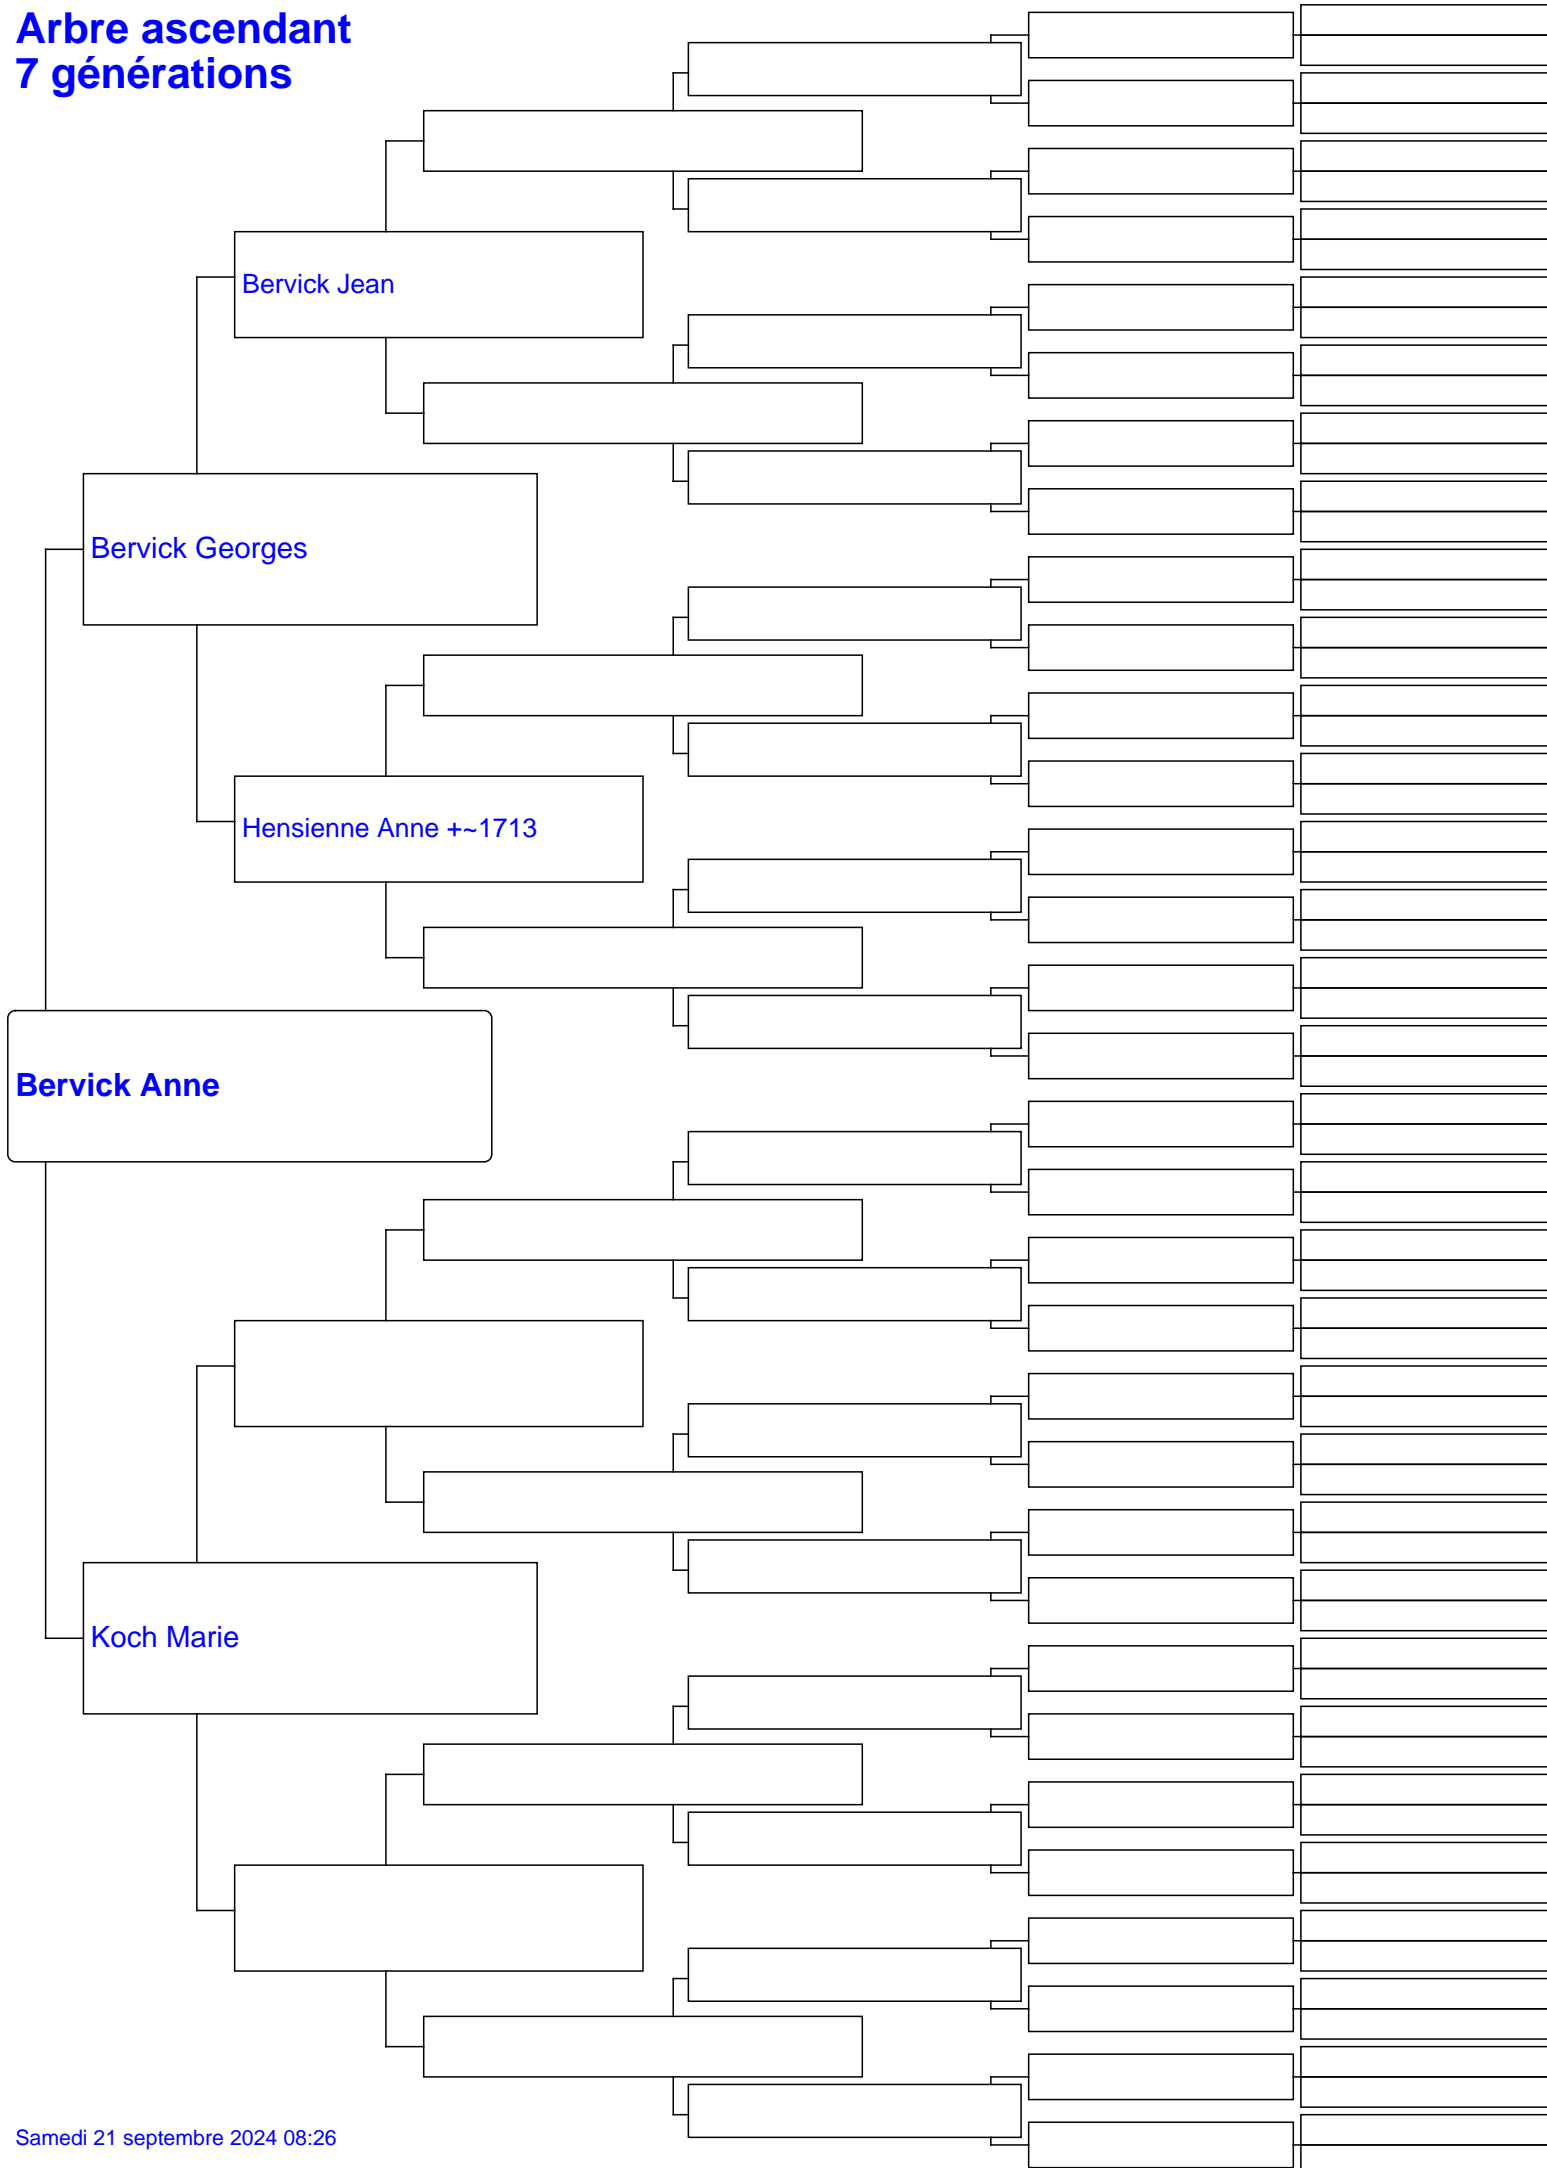 Arbre ascendant
7 générations
Bervick Jean
Bervick Georges
Hensienne Anne +~1713
Bervick Anne
Koch Marie
Samedi 21 septembre 2024 08:26